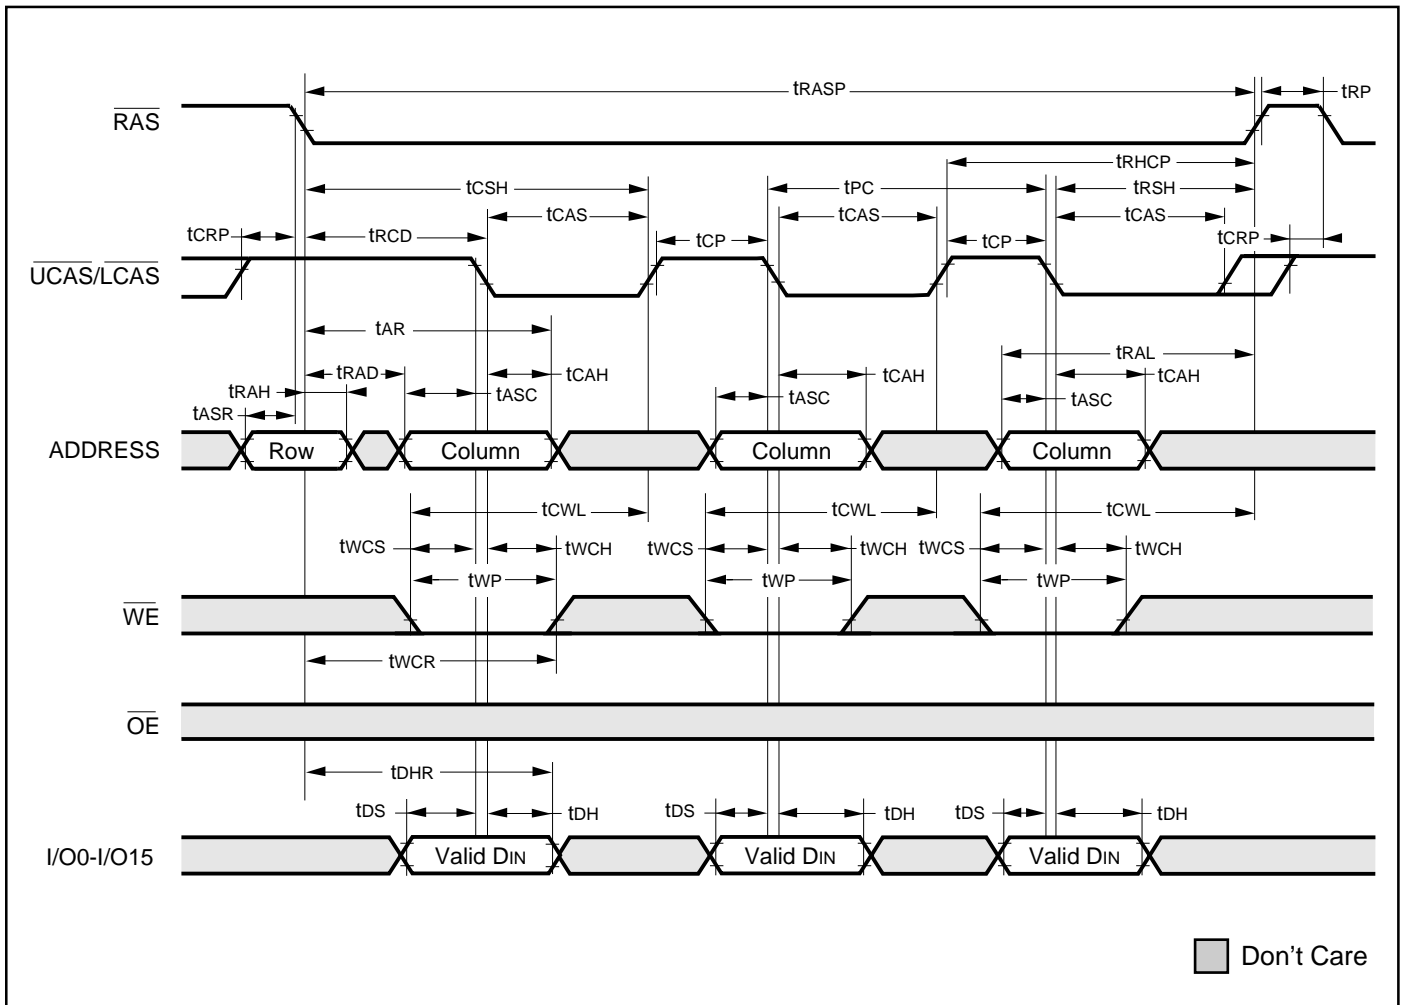 tRASP tRP
RAS
tRHCP
tCSH tPC tRSH
tCAS tCAS tCAS
tCRP tRCD tCP tCP tCRP
UCAS/LCAS
tAR
tRAL
tRAD tCAH tCAH tCAH
tRAH tASC tASC tASC
tASR
ADDRESS Row Column Column Column
tCWL tCWL tCWL
tWCS tWCH tWCS tWCH tWCS tWCH
tWP tWP tWP
WE
tWCR
OE
tDHR
tDS tDH tDS tDH tDS tDH
I/O0-I/O15 Valid DIN Valid DIN Valid DIN
Don't Care